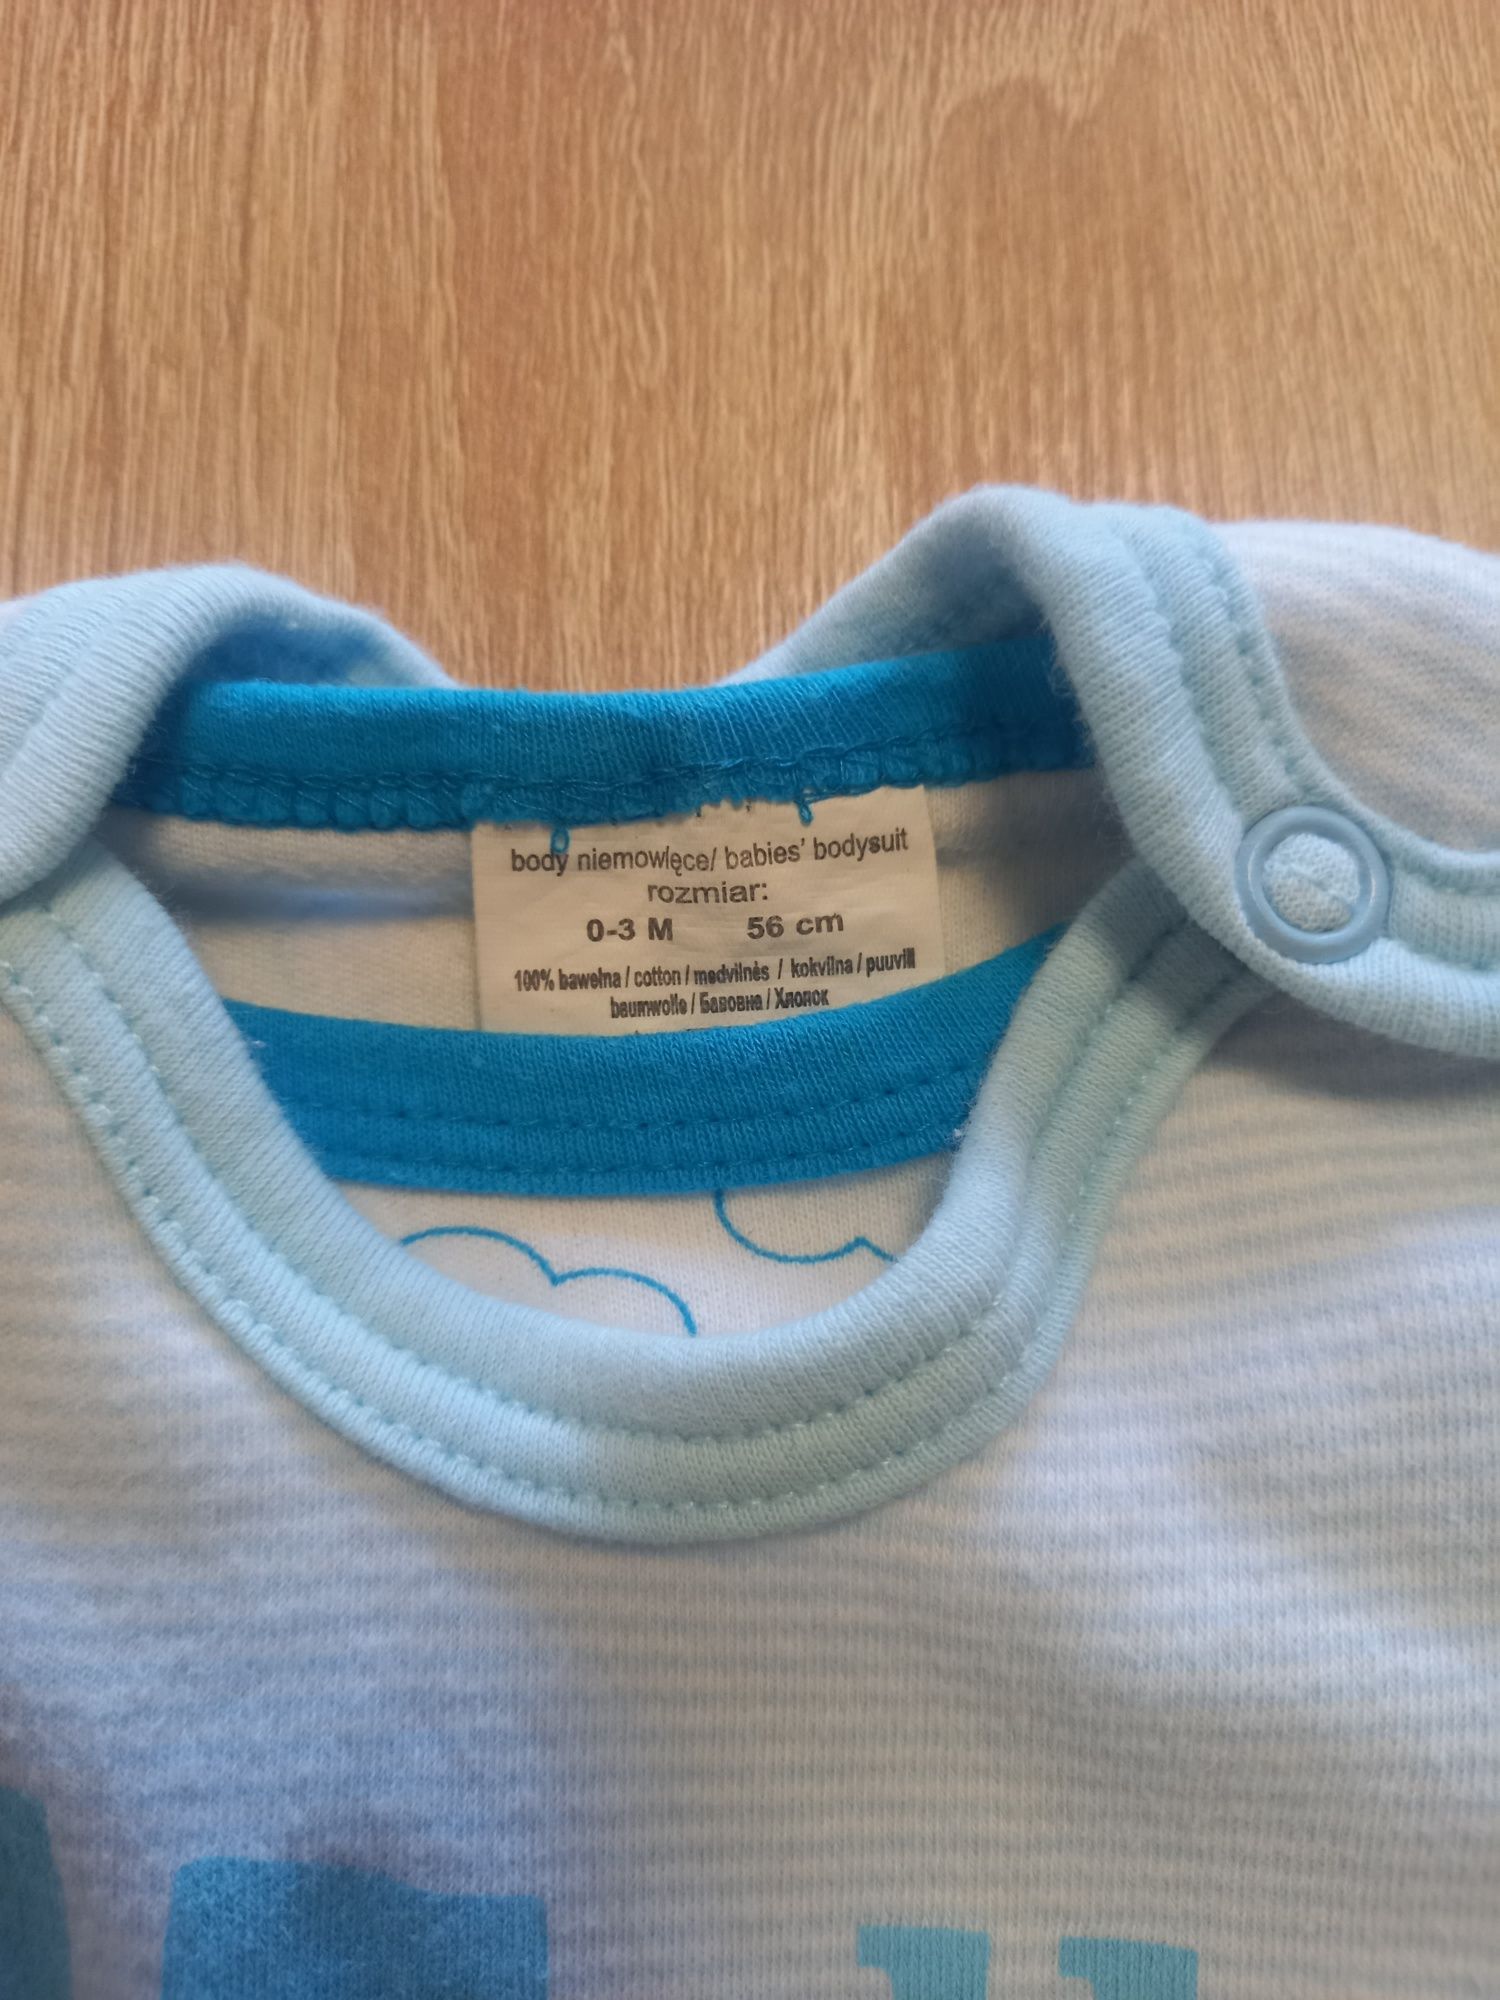 body niemowlęce/ babies' bodysuit
rozmiar:
0-3 M 56 cm
100% bawełna / cotton / medvilnės / kokvilna / puuvill
baumwolle / Бавовна / Хлопок